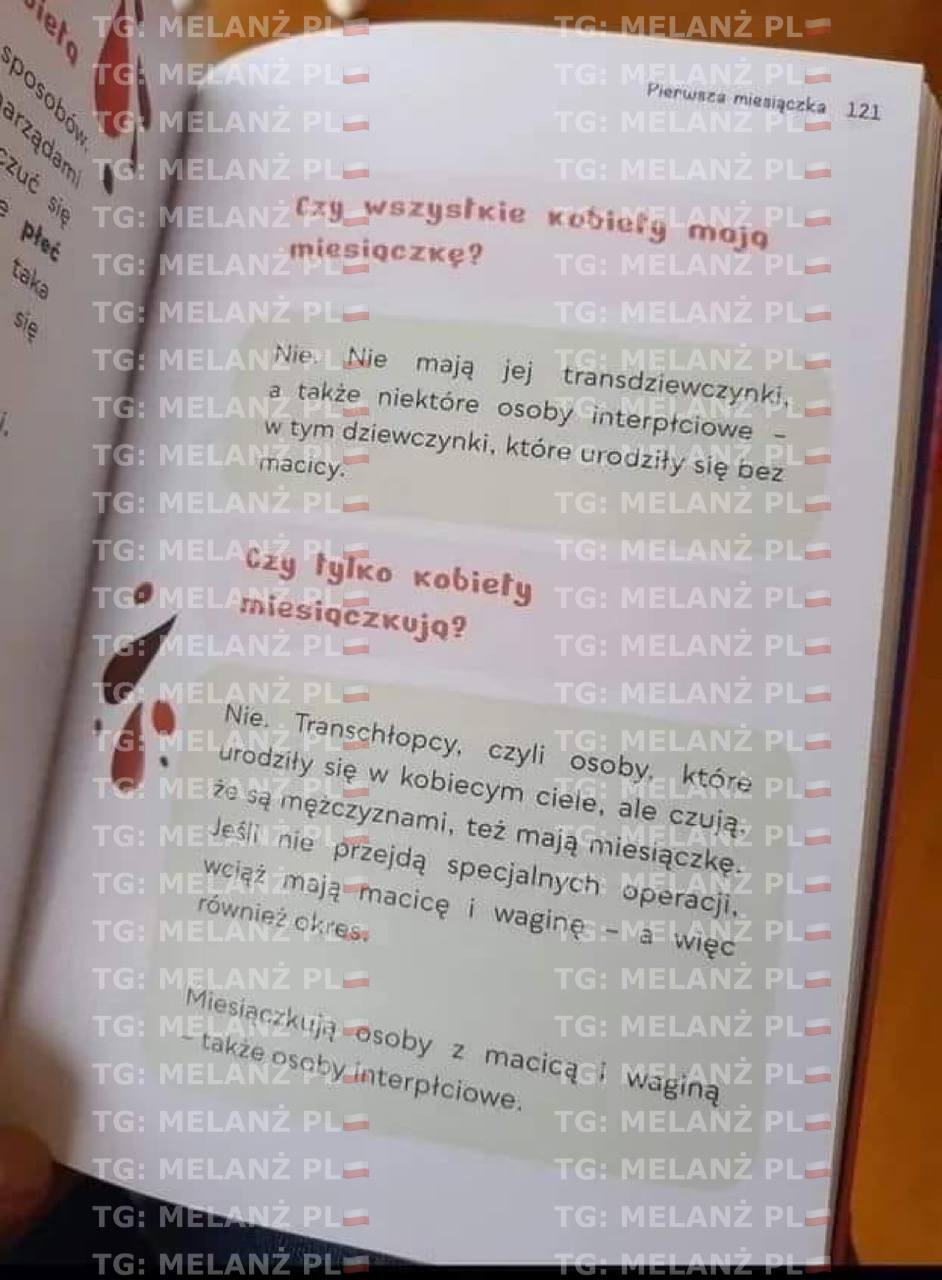 sposobów,
narządami
czuć się
płeć
taka
się
Pierwsza miesiączka 121
Czy wszystkie kobiety mają
miesiączkę?
Nie. Nie mają jej transdziewczynki,
a także niektóre osoby interpłciowe –
w tym dziewczynki, które urodziły się bez
macicy.
Czy tylko kobiety
miesiączkują?
Nie. Transchłopcy, czyli osoby, które
urodziły się w kobiecym ciele, ale czują,
że są mężczyznami, też mają miesiączkę.
Jeśli nie przejdą specjalnych operacji,
wciąż mają macicę i waginę – a więc
również okres.
Miesiączkują osoby z macicą i waginą
– także osoby interpłciowe.
TG: MELANŻ PL